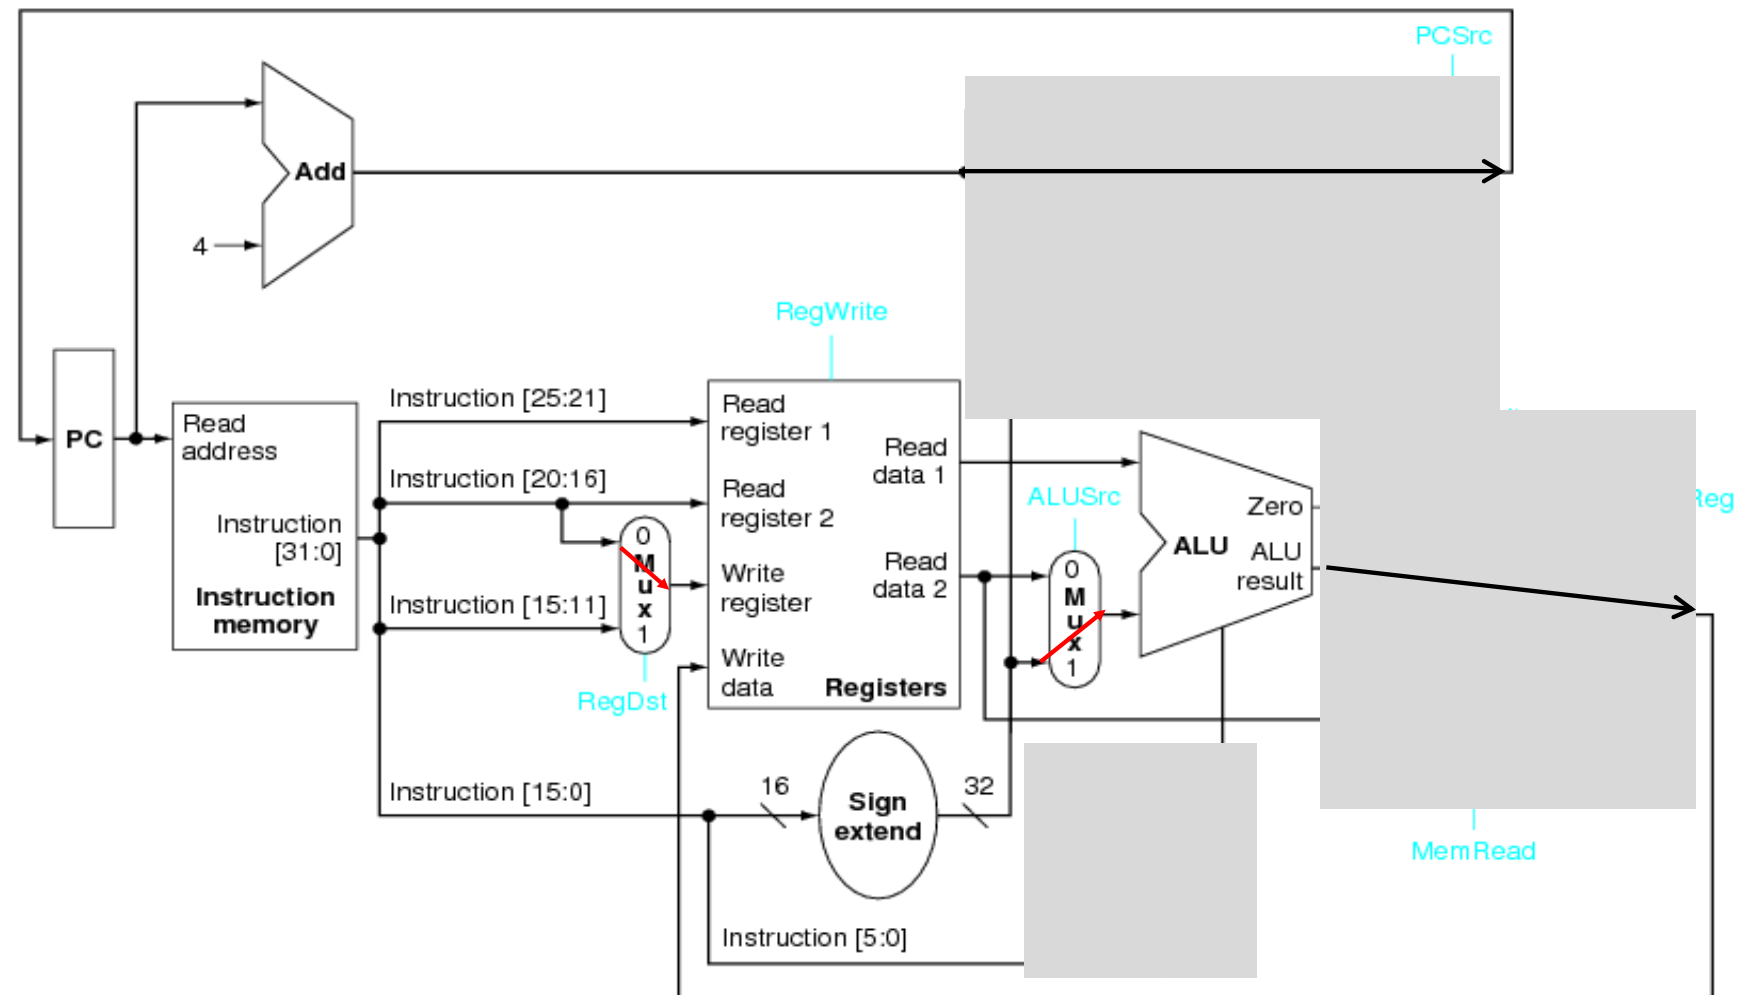 PCSrc
Add
4
RegWrite
PC
Read
address
Instruction
[31:0]
Instruction
memory
Instruction [25:21]
Instruction [20:16]
Instruction [15:11]
0
M
u
x
1
RegDst
Read
register 1
Read
register 2
Write
register
Write
data
Read
data 1
Read
data 2
Registers
ALUSrc
0
M
u
x
1
Zero
ALU
ALU
result
Reg
Instruction [15:0]
16
Sign
extend
32
Instruction [5:0]
MemRead